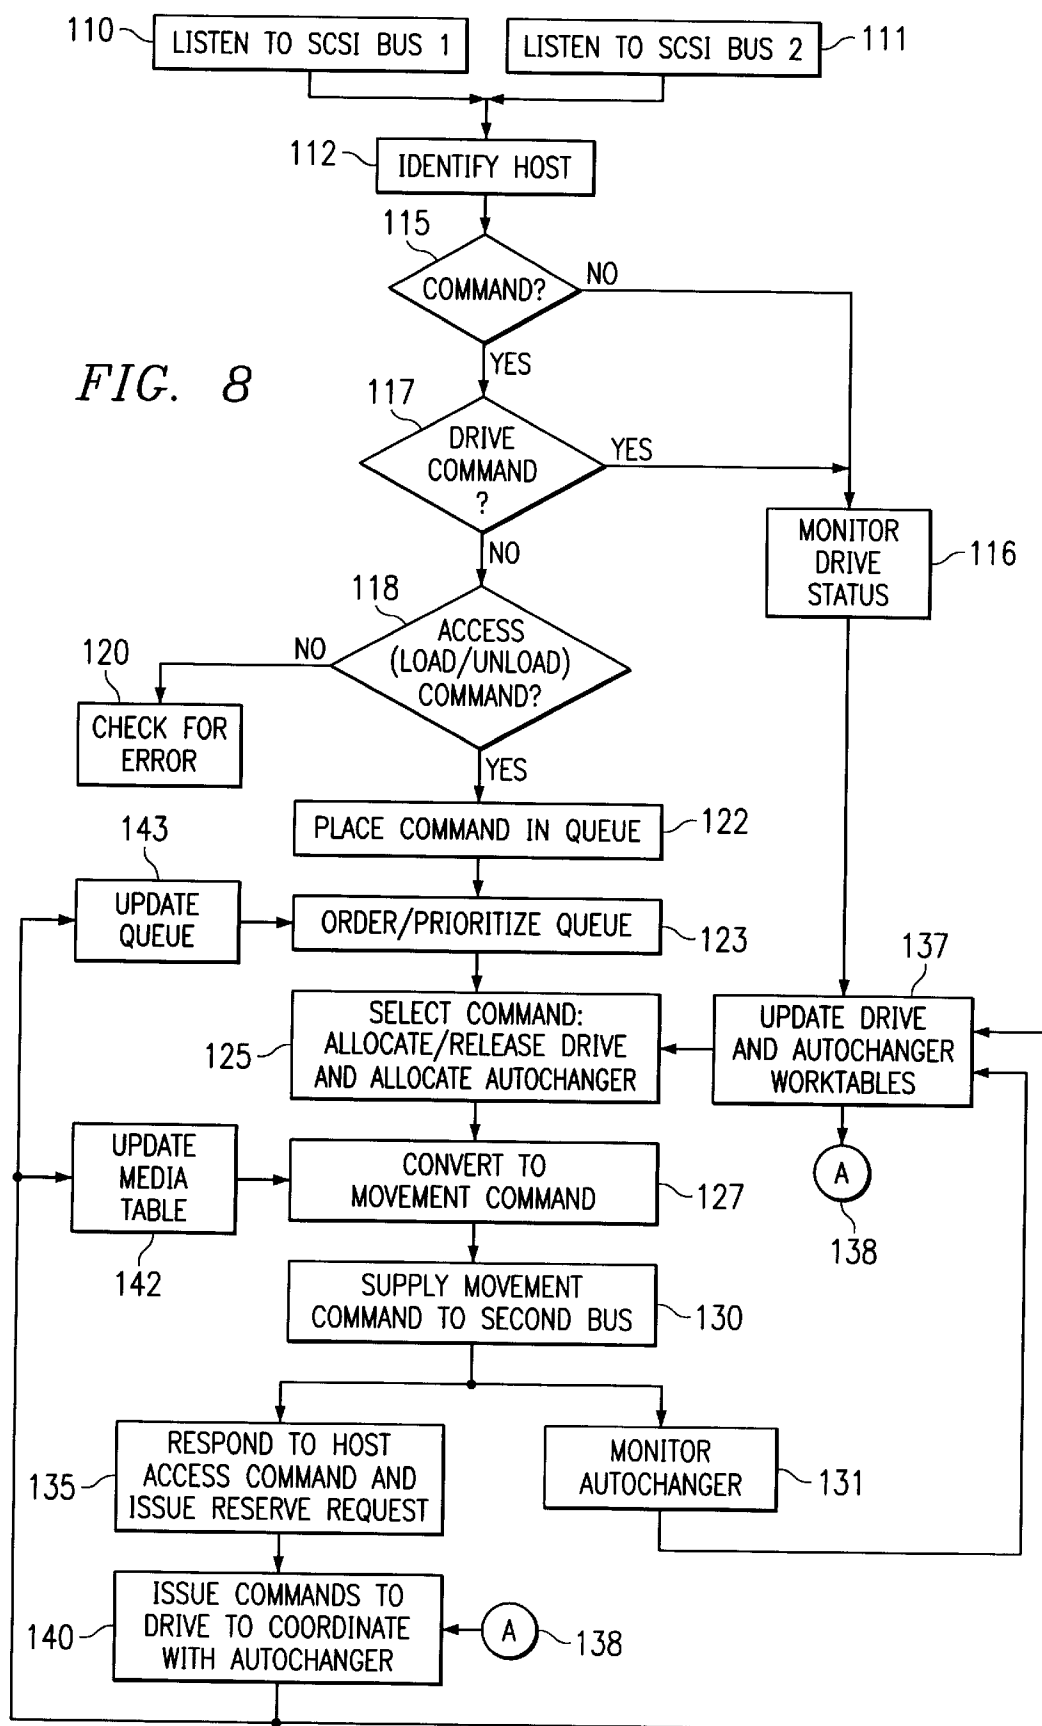 110
LISTEN TO SCSI BUS 1
LISTEN TO SCSI BUS 2
111
112
IDENTIFY HOST
115
COMMAND?
NO
YES
FIG. 8
117
DRIVE
COMMAND
?
YES
NO
MONITOR
DRIVE
STATUS
116
118
ACCESS
(LOAD/UNLOAD)
COMMAND?
NO
YES
120
CHECK FOR
ERROR
PLACE COMMAND IN QUEUE
122
143
UPDATE
QUEUE
ORDER/PRIORITIZE QUEUE
123
137
125
SELECT COMMAND:
ALLOCATE/RELEASE DRIVE
AND ALLOCATE AUTOCHANGER
UPDATE DRIVE
AND AUTOCHANGER
WORKTABLES
UPDATE
MEDIA
TABLE
142
CONVERT TO
MOVEMENT COMMAND
127
A
138
SUPPLY MOVEMENT
COMMAND TO SECOND BUS
130
135
RESPOND TO HOST
ACCESS COMMAND AND
ISSUE RESERVE REQUEST
MONITOR
AUTOCHANGER
131
140
ISSUE COMMANDS TO
DRIVE TO COORDINATE
WITH AUTOCHANGER
A
138